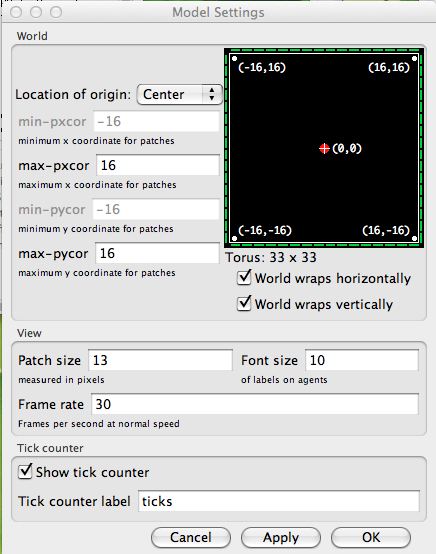 Model Settings
World
Location of origin: Center
min-pxcor -16
minimum x coordinate for patches
max-pxcor 16
maximum x coordinate for patches
min-pycor -16
minimum y coordinate for patches
max-pycor 16
maximum y coordinate for patches
(-16,16) (16,16)
(0,0)
(-16,-16) (16,-16)
Torus: 33 x 33
World wraps horizontally
World wraps vertically
View
Patch size 13 Font size 10
measured in pixels of labels on agents
Frame rate 30
Frames per second at normal speed
Tick counter
Show tick counter
Tick counter label ticks
Cancel Apply OK